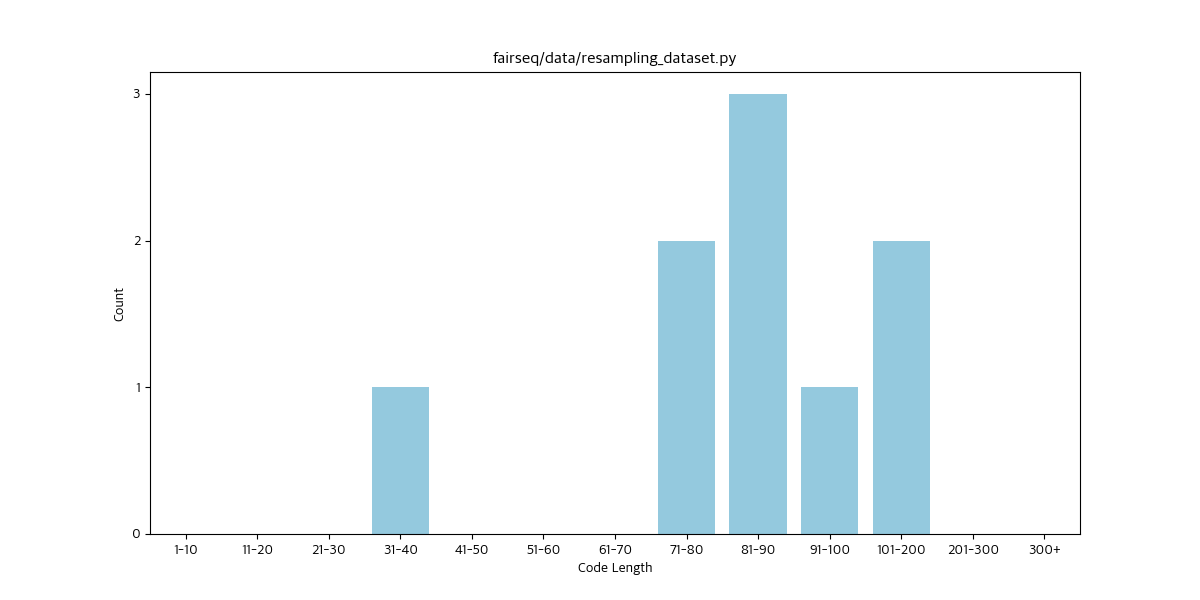 fairseq/data/resampling_dataset.py
3
2
1
0
Count
1-10 11-20 21-30 31-40 41-50 51-60 61-70 71-80 81-90 91-100 101-200 201-300 300+
Code Length